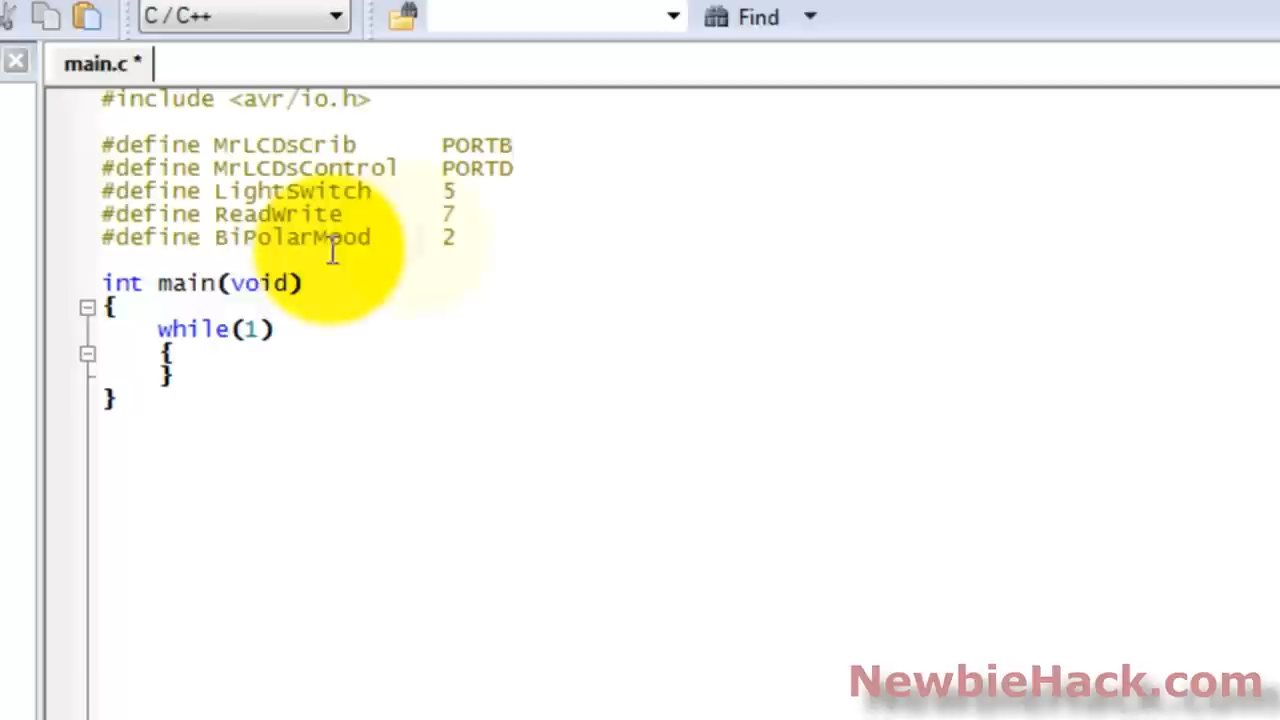 C / C++
Find
main.c *
#include <avr/io.h>
#define MrLCDsCrib PORTB
#define MrLCDsControl PORTD
#define LightSwitch 5
#define ReadWrite 7
#define BiPolarMood 2
int main(void)
{
while(1)
{
}
}
NewbieHack.com